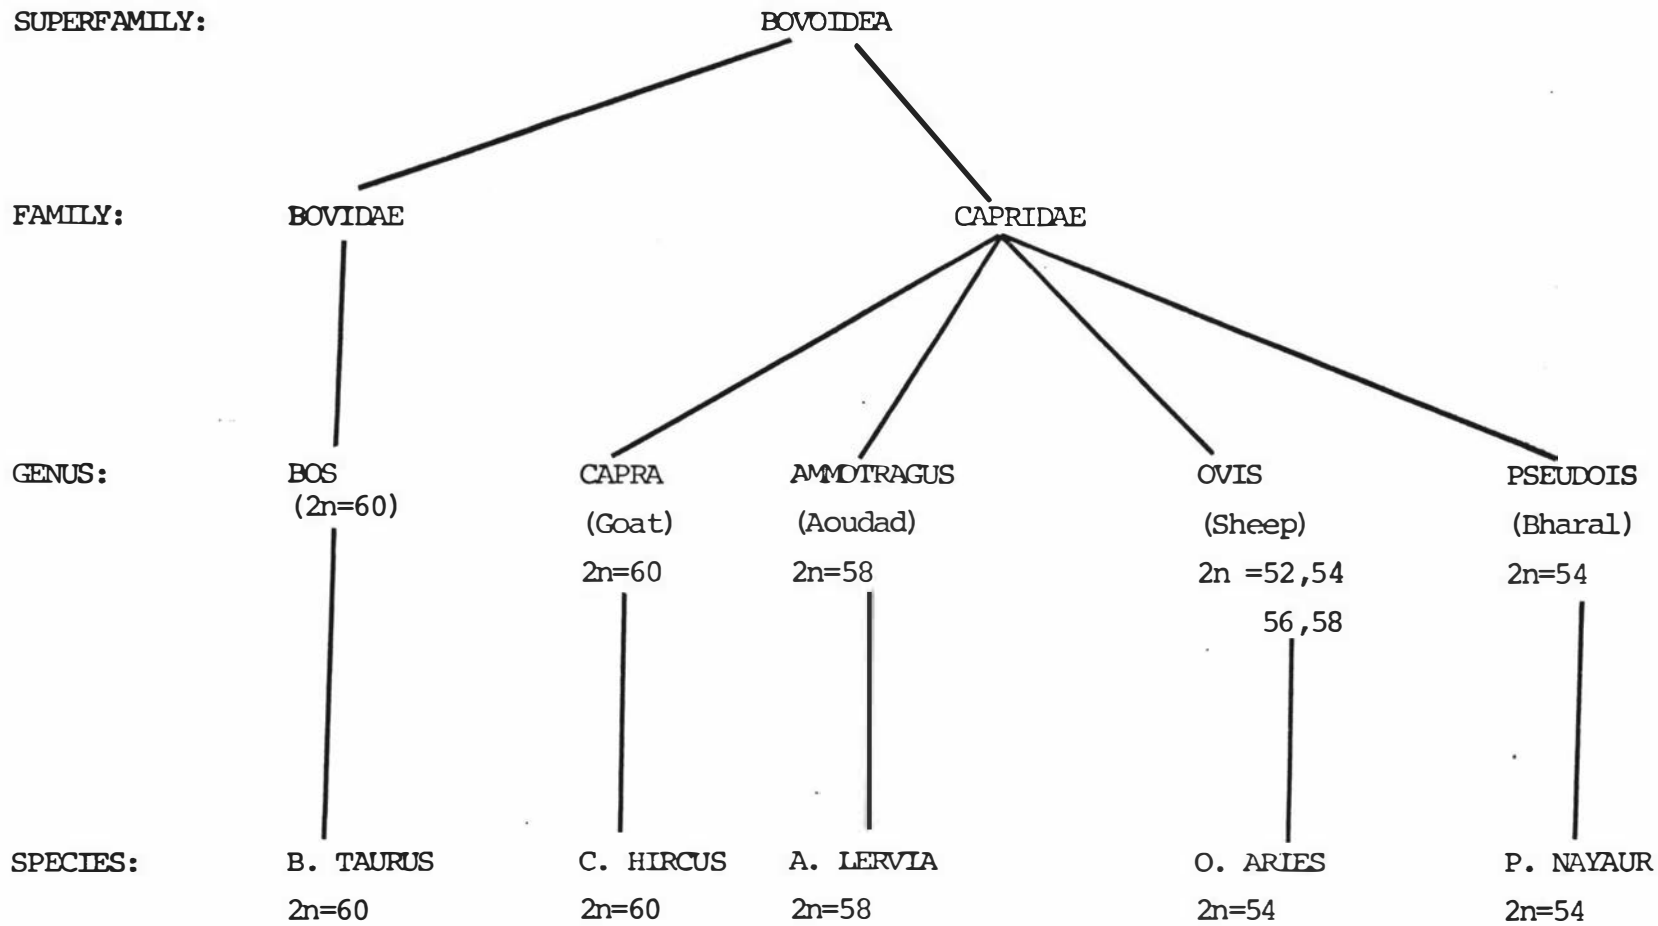 SUPERFAMILY: BOVOIDEA
FAMILY: BOVIDAE CAPRIDAE
GENUS: BOS CAPRA AMMOTRAGUS OVIS PSEUDOIS
(2n=60)
(Goat) (Aoudad) (Sheep) (Bharal)
2n=60 2n=58 2n =52,54 2n=54
56,58
SPECIES: B. TAURUS C. HIRCUS A. LERVIA O. ARIES P. NAYAUR
2n=60 2n=60 2n=58 2n=54 2n=54